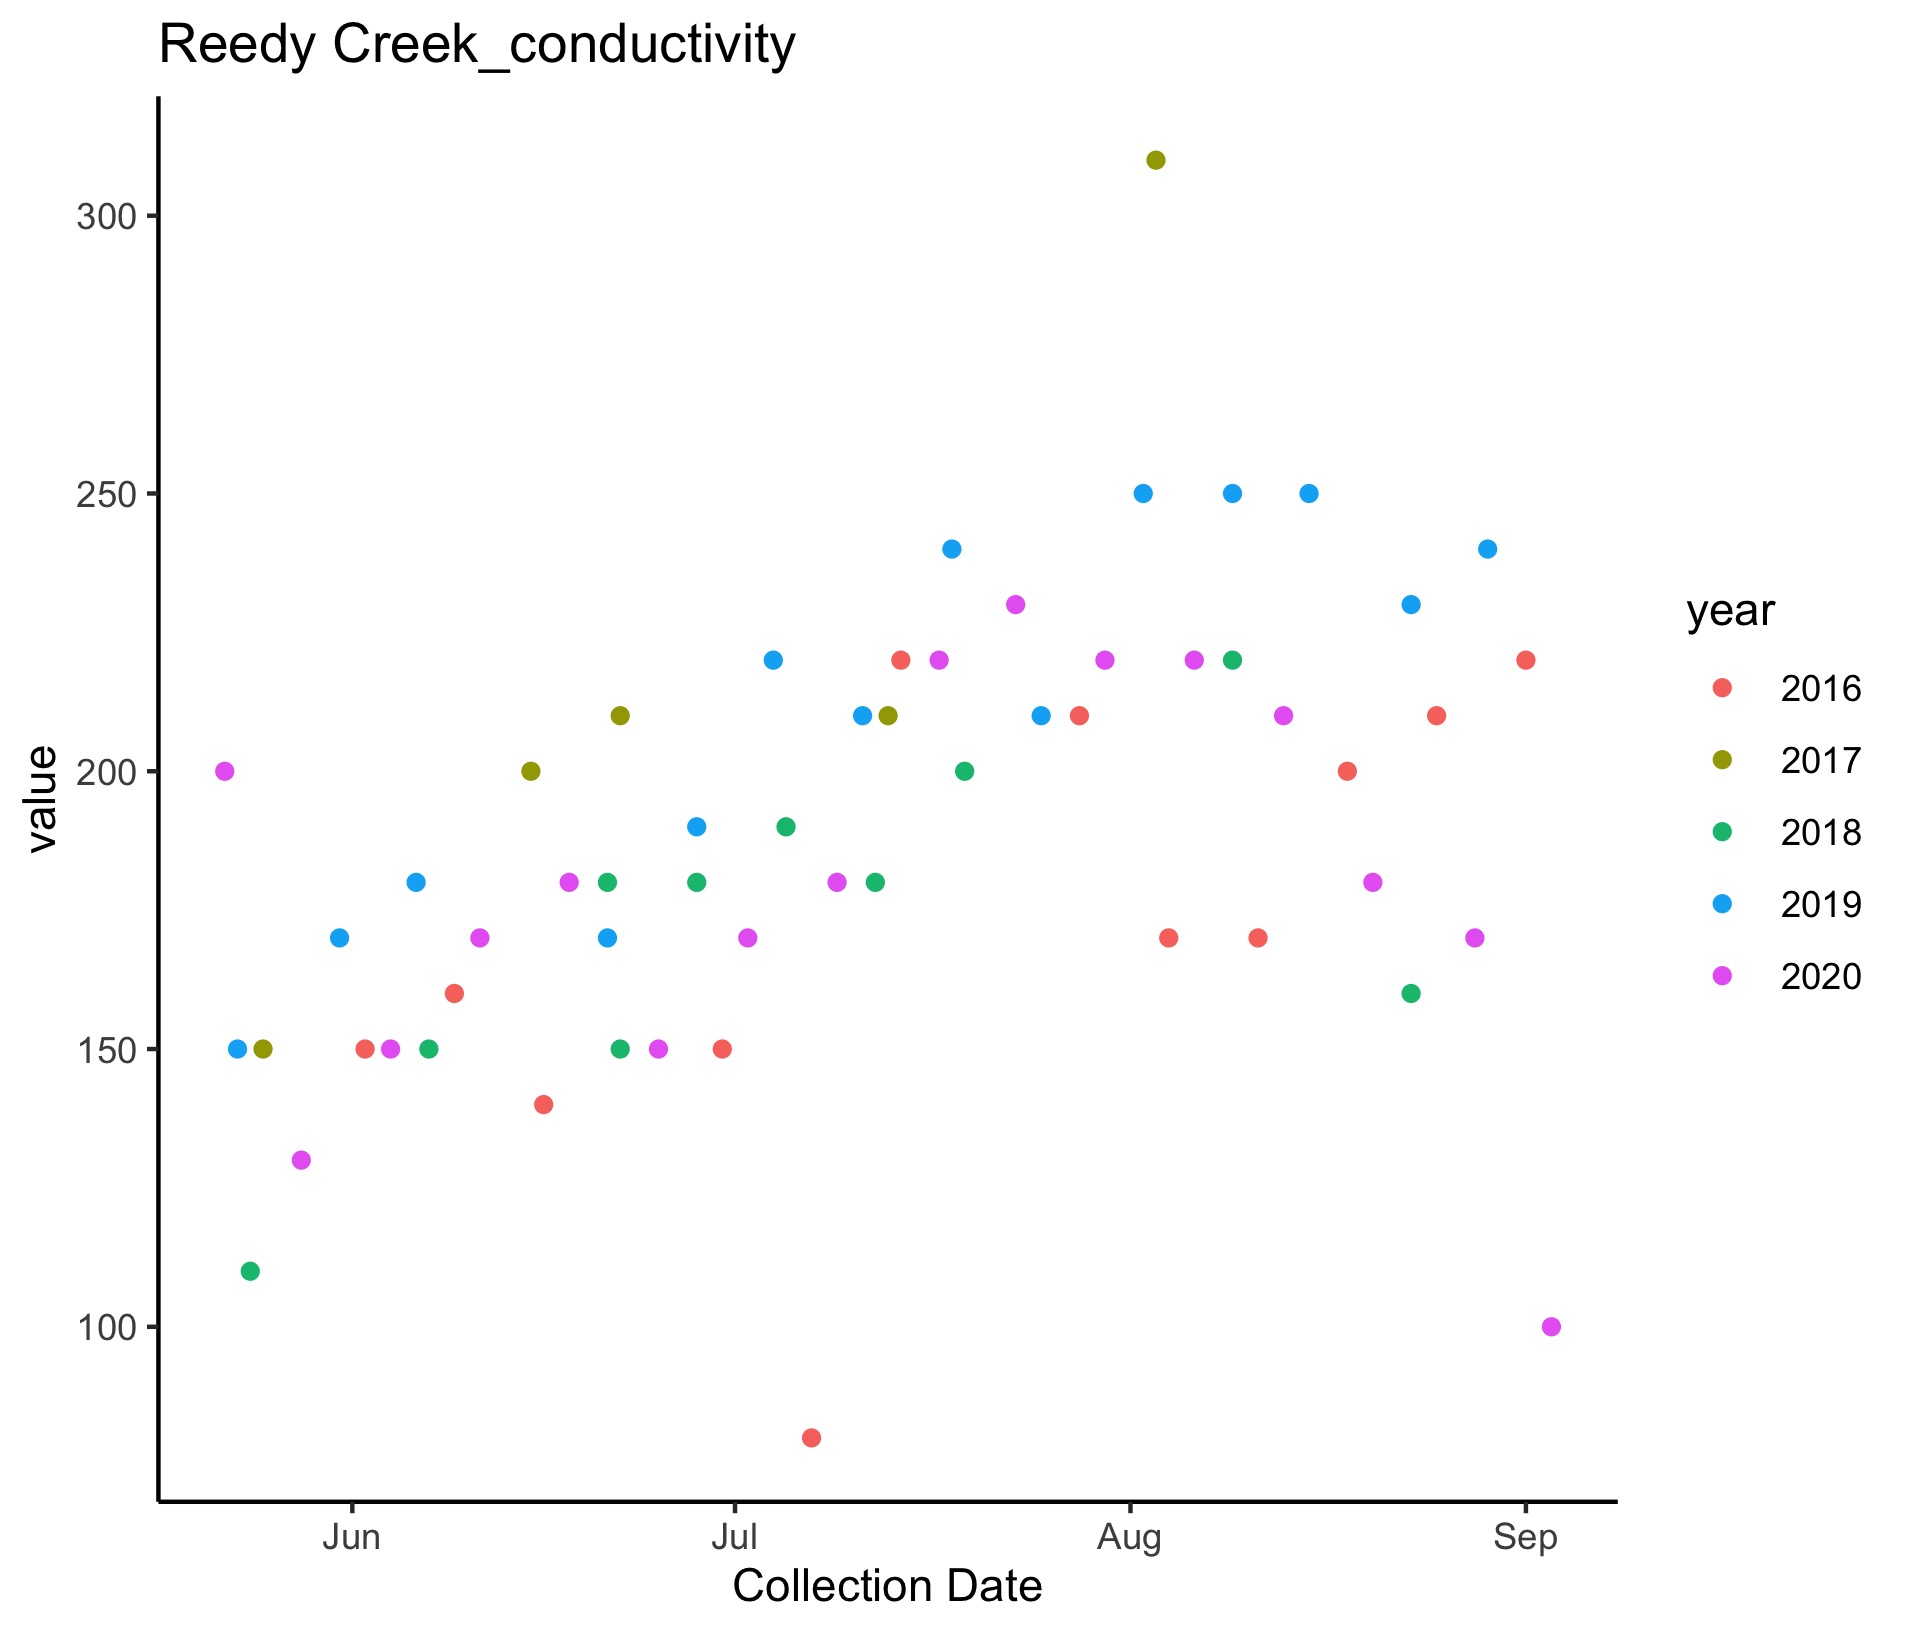 Reedy Creek_conductivity
300
250
200
150
100
value
Jun
Jul
Aug
Sep
Collection Date
year
2016
2017
2018
2019
2020